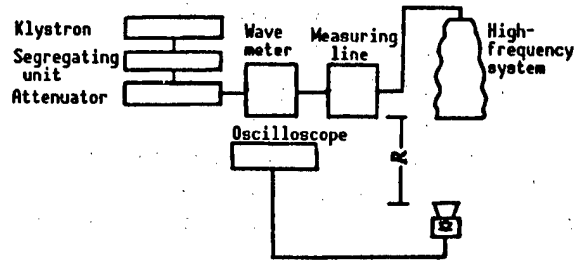 Klystron
Segregating
unit
Attenuator
Wave
meter
Measuring
line
High-
frequency
system
Oscilloscope
R